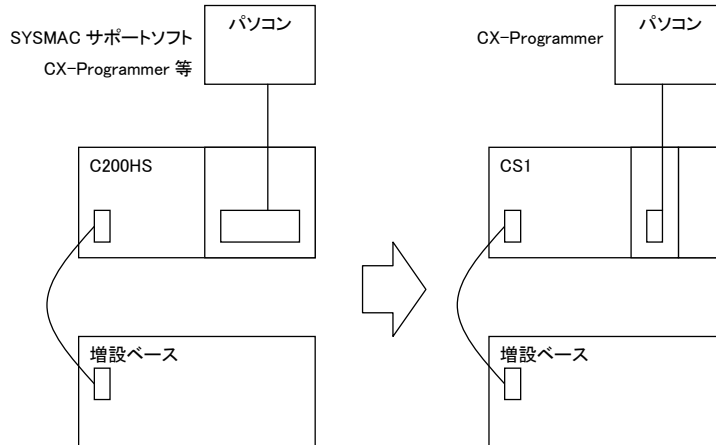 SYSMAC サポートソフト
CX-Programmer 等
パソコン
C200HS
増設ベース
CX-Programmer
パソコン
CS1
増設ベース